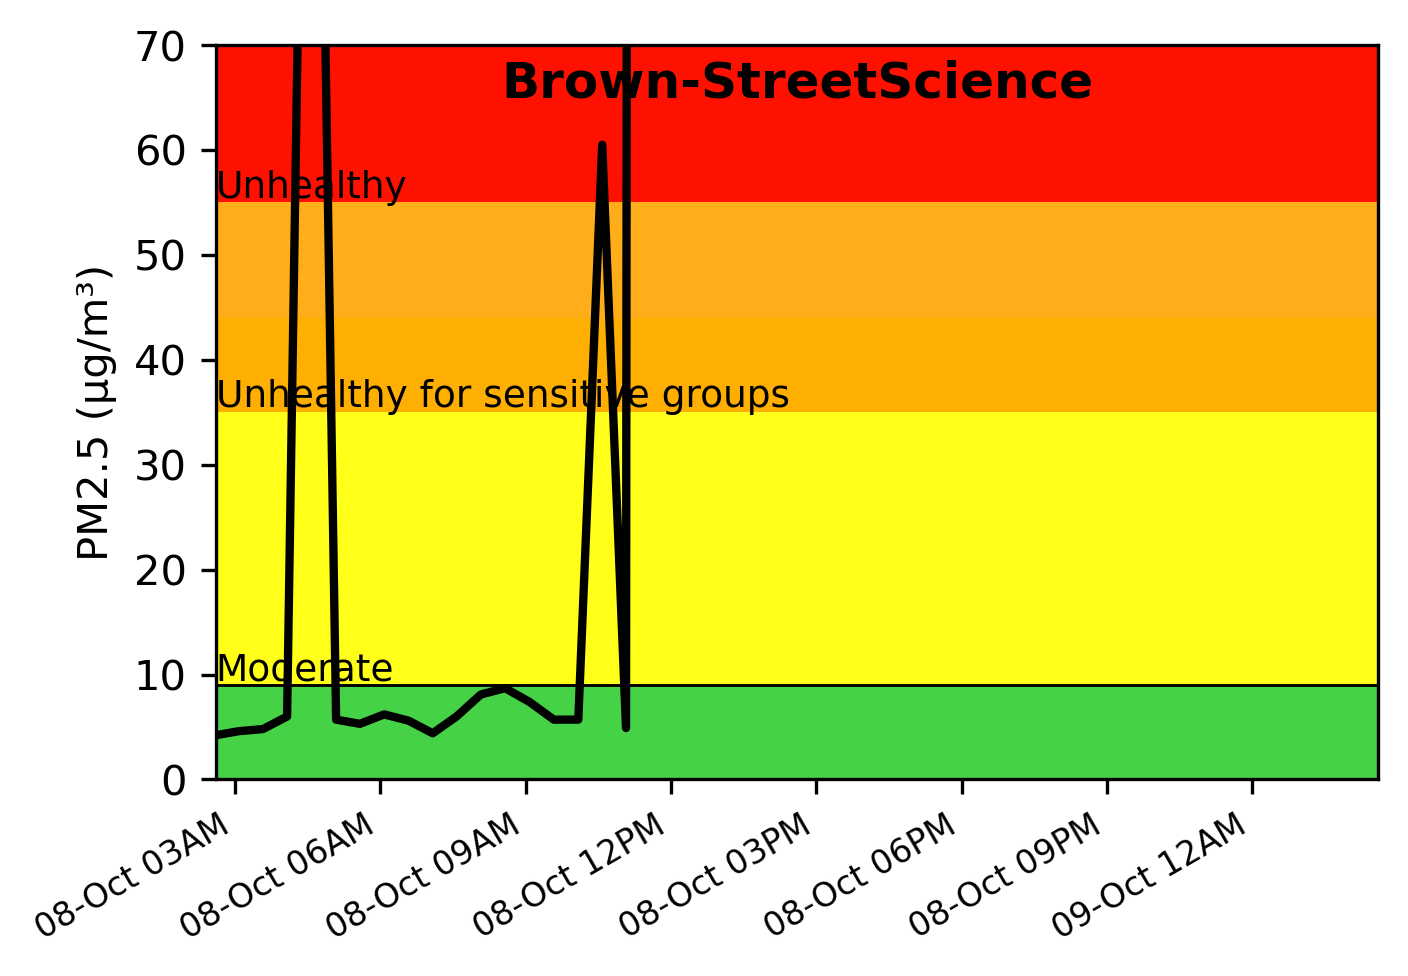 Brown-StreetScience
PM2.5 (µg/m³)
70
60
Unhealthy
50
40
Unhealthy for sensitive groups
30
20
10
Moderate
0
08-Oct 03AM
08-Oct 06AM
08-Oct 09AM
08-Oct 12PM
08-Oct 03PM
08-Oct 06PM
08-Oct 09PM
09-Oct 12AM